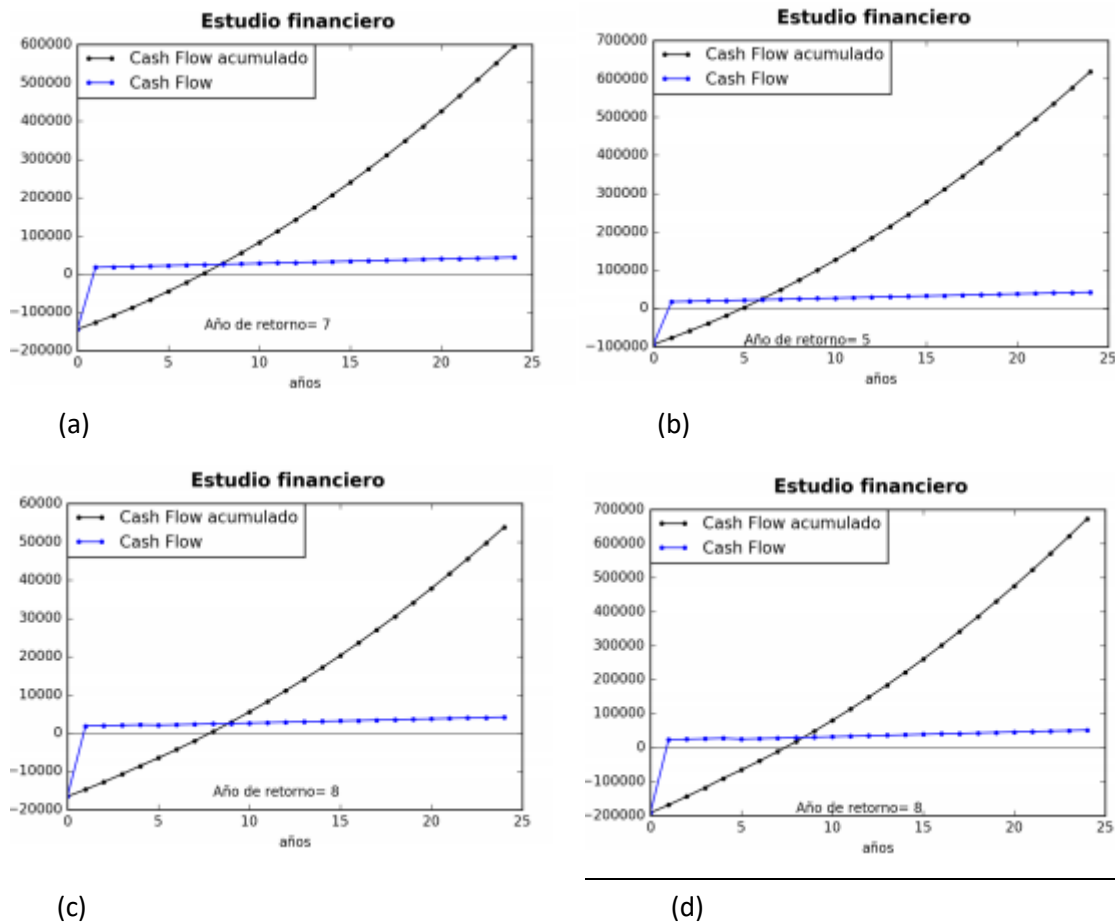 Estudio financiero
Cash Flow acumulado
Cash Flow
600000
500000
400000
300000
200000
100000
0
−100000
−200000
Año de retorno= 7
0 5 10 15 20 25
años
(a)
Estudio financiero
Cash Flow acumulado
Cash Flow
700000
600000
500000
400000
300000
200000
100000
0
−100000
Año de retorno= 5
0 5 10 15 20 25
años
(b)
Estudio financiero
Cash Flow acumulado
Cash Flow
60000
50000
40000
30000
20000
10000
0
−10000
−20000
Año de retorno= 8
0 5 10 15 20 25
años
(c)
Estudio financiero
Cash Flow acumulado
Cash Flow
700000
600000
500000
400000
300000
200000
100000
0
−100000
−200000
Año de retorno= 8
0 5 10 15 20 25
años
(d)